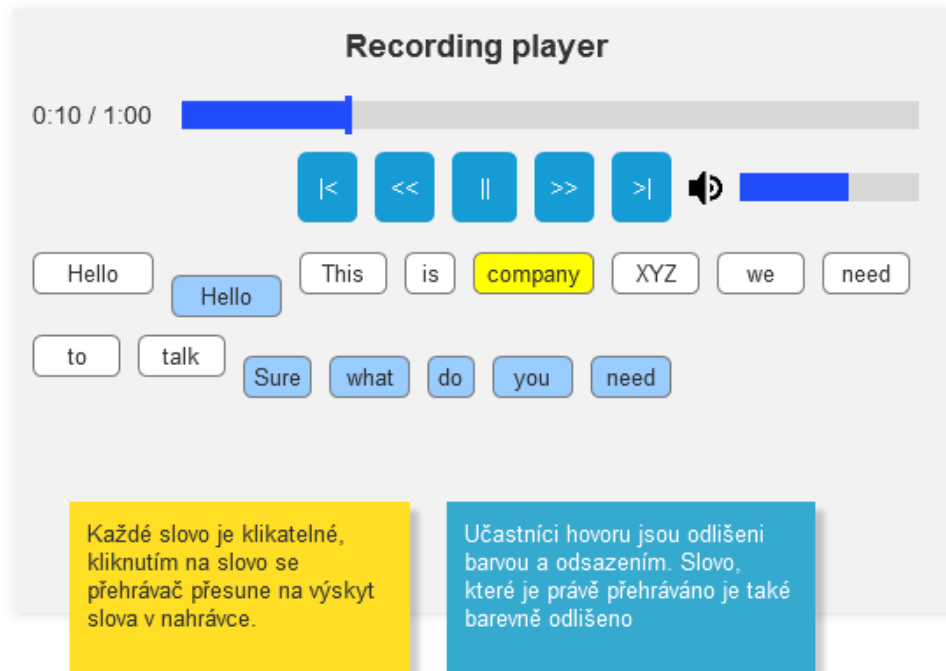 Recording player
0:10 / 1:00
|< << || >> >|
Hello Hello This is company XYZ we need
to talk Sure what do you need
Každé slovo je klikatelné,
kliknutím na slovo se
přehrávač přesune na výskyt
slova v nahrávce.
Učastníci hovoru jsou odlišeni
barvou a odsazením. Slovo,
které je právě přehráváno je také
barevně odlišeno